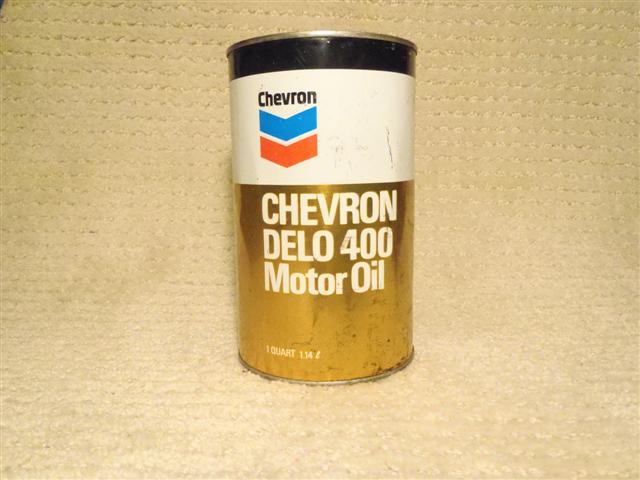 Chevron
CHEVRON
DELO 400
Motor Oil
1 QUART 1.14 ℓ